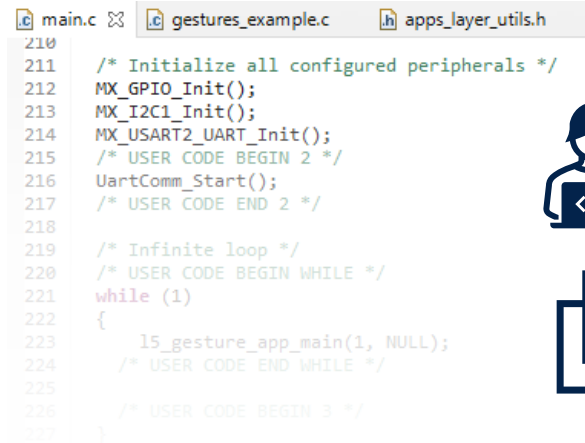 main.c gestures_example.c apps_layer_utils.h
210
211 /* Initialize all configured peripherals */
212 MX_GPIO_Init();
213 MX_I2C1_Init();
214 MX_USART2_UART_Init();
215 /* USER CODE BEGIN 2 */
216 UartComm_Start();
217 /* USER CODE END 2 */
218
219 /* Infinite loop */
220 /* USER CODE BEGIN WHILE */
221 while (1)
222 {
223 l5_gesture_app_main(1, NULL);
224 /* USER CODE END WHILE */
225
226 /* USER CODE BEGIN 3 */
227 }